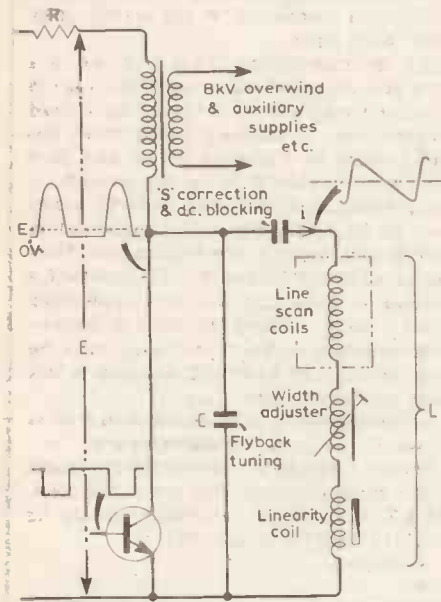 R
8kV overwind
& auxiliary
supplies
etc.
'S' correction
& d.c. blocking
i
E
0V
E.
Line
scan
coils
L
Width
adjuster
C
Flyback
tuning
Linearity
coil